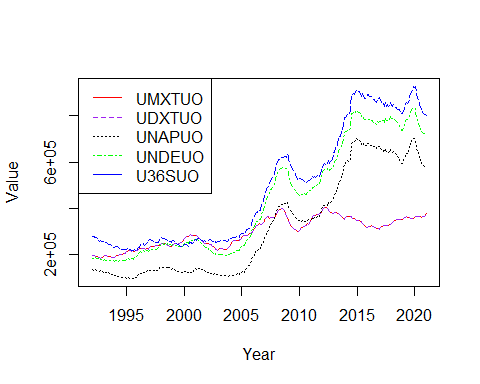 UMXTUO
UDXTUO
UNAPUO
UNDEUO
U36SUO
Value
6e+05
2e+05
1995
2000
2005
2010
2015
2020
Year